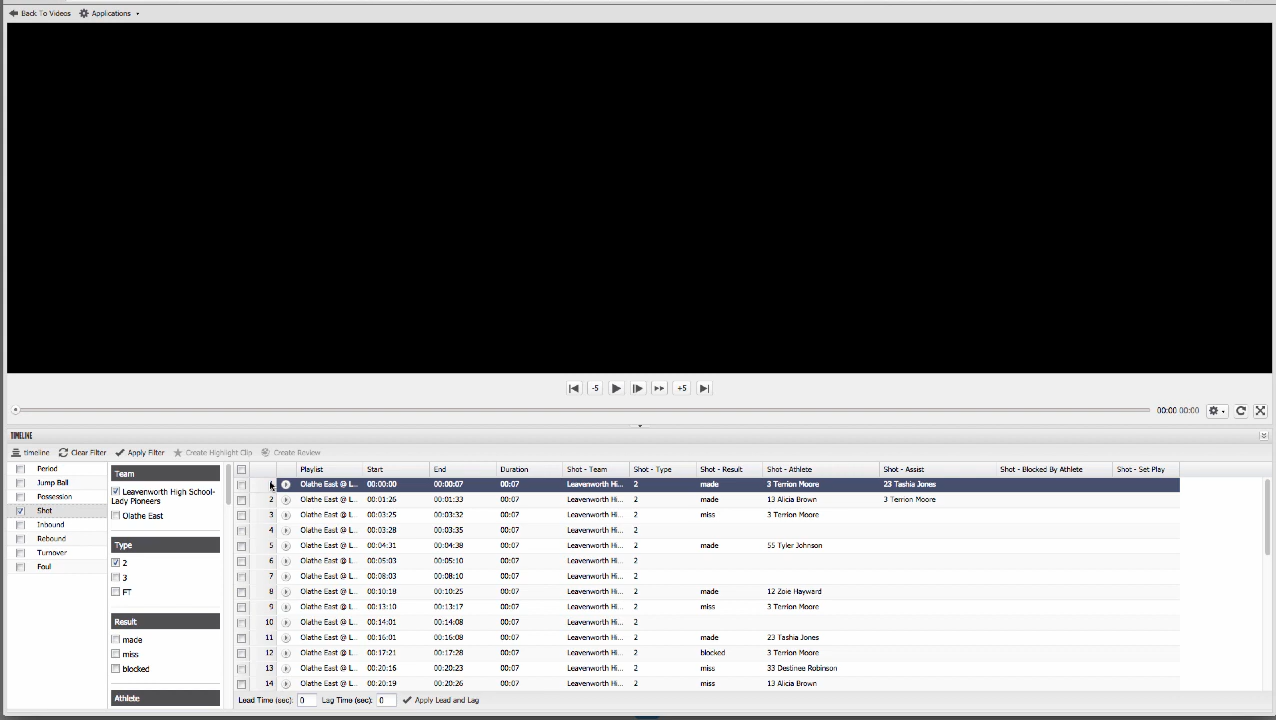 Back To Videos Applications
-5 +5
00:00 00:00
TIMELINE
timeline Clear Filter Apply Filter Create Highlight Clip Create Review
Period
Jump Ball
Possession
Shot
Inbound
Rebound
Turnover
Foul
Team
Leavenworth High School-
Lady Pioneers
Olathe East
Type
2
3
FT
Result
made
miss
blocked
Athlete
Playlist Start End Duration Shot - Team Shot - Type Shot - Result Shot - Athlete Shot - Assist Shot - Blocked By Athlete Shot - Set Play
Olathe East @ L... 00:00:00 00:00:07 00:07 Leavenworth Hi... 2 made 3 Terrion Moore 23 Tashia Jones
2 Olathe East @ L... 00:01:26 00:01:33 00:07 Leavenworth Hi... 2 made 13 Alicia Brown 3 Terrion Moore
3 Olathe East @ L... 00:03:25 00:03:32 00:07 Leavenworth Hi... 2 miss 3 Terrion Moore
4 Olathe East @ L... 00:03:28 00:03:35 00:07 Leavenworth Hi... 2
5 Olathe East @ L... 00:04:31 00:04:38 00:07 Leavenworth Hi... 2 made 55 Tyler Johnson
6 Olathe East @ L... 00:05:03 00:05:10 00:07 Leavenworth Hi... 2
7 Olathe East @ L... 00:08:03 00:08:10 00:07 Leavenworth Hi... 2
8 Olathe East @ L... 00:10:18 00:10:25 00:07 Leavenworth Hi... 2 made 12 Zoie Hayward
9 Olathe East @ L... 00:13:10 00:13:17 00:07 Leavenworth Hi... 2 miss 3 Terrion Moore
10 Olathe East @ L... 00:14:01 00:14:08 00:07 Leavenworth Hi... 2
11 Olathe East @ L... 00:16:01 00:16:08 00:07 Leavenworth Hi... 2 made 23 Tashia Jones
12 Olathe East @ L... 00:17:21 00:17:28 00:07 Leavenworth Hi... 2 blocked 3 Terrion Moore
13 Olathe East @ L... 00:20:16 00:20:23 00:07 Leavenworth Hi... 2 miss 33 Destinee Robinson
14 Olathe East @ L... 00:20:19 00:20:26 00:07 Leavenworth Hi... 2 miss 13 Alicia Brown
Lead Time (sec): 0 Lag Time (sec): 0 Apply Lead and Lag